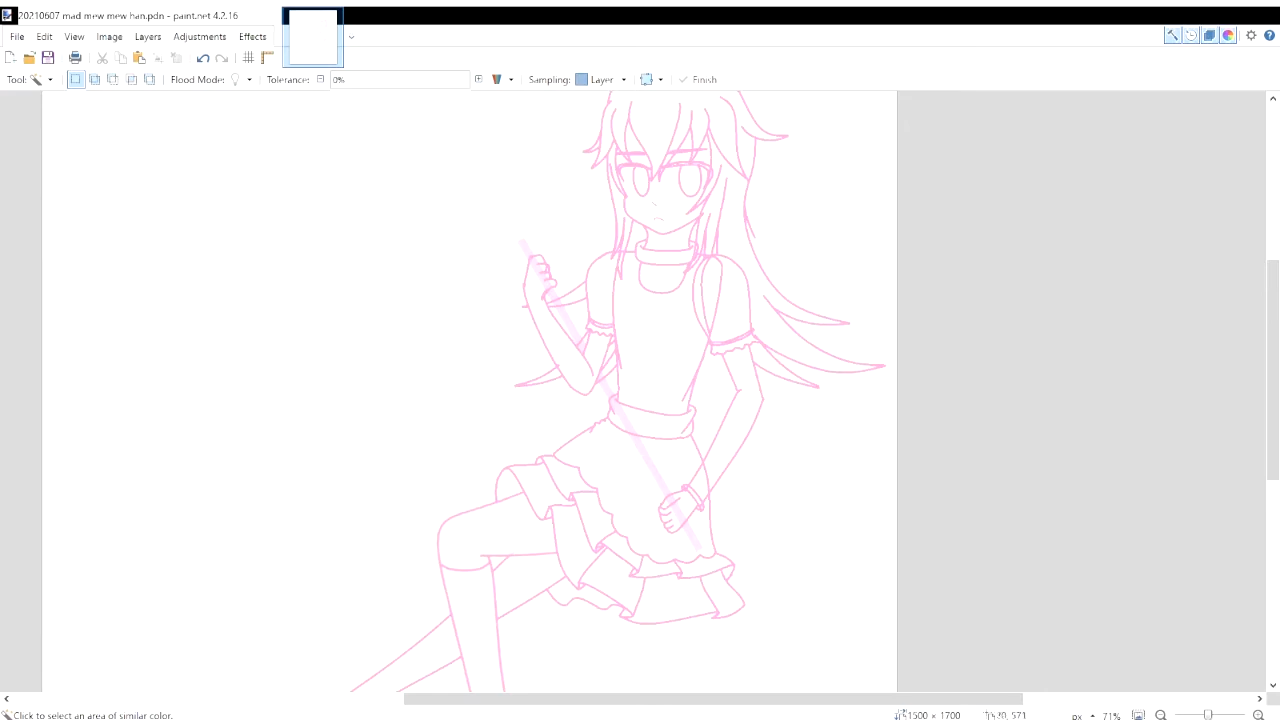 20210607 mad mew mew han.pdn - paint.net 4.2.16
File Edit View Image Layers Adjustments Effects
Tool: Flood Mode: Tolerance: 0% Sampling: Layer Finish
Click to select an area of similar color. 1500 × 1700 571 px 71%